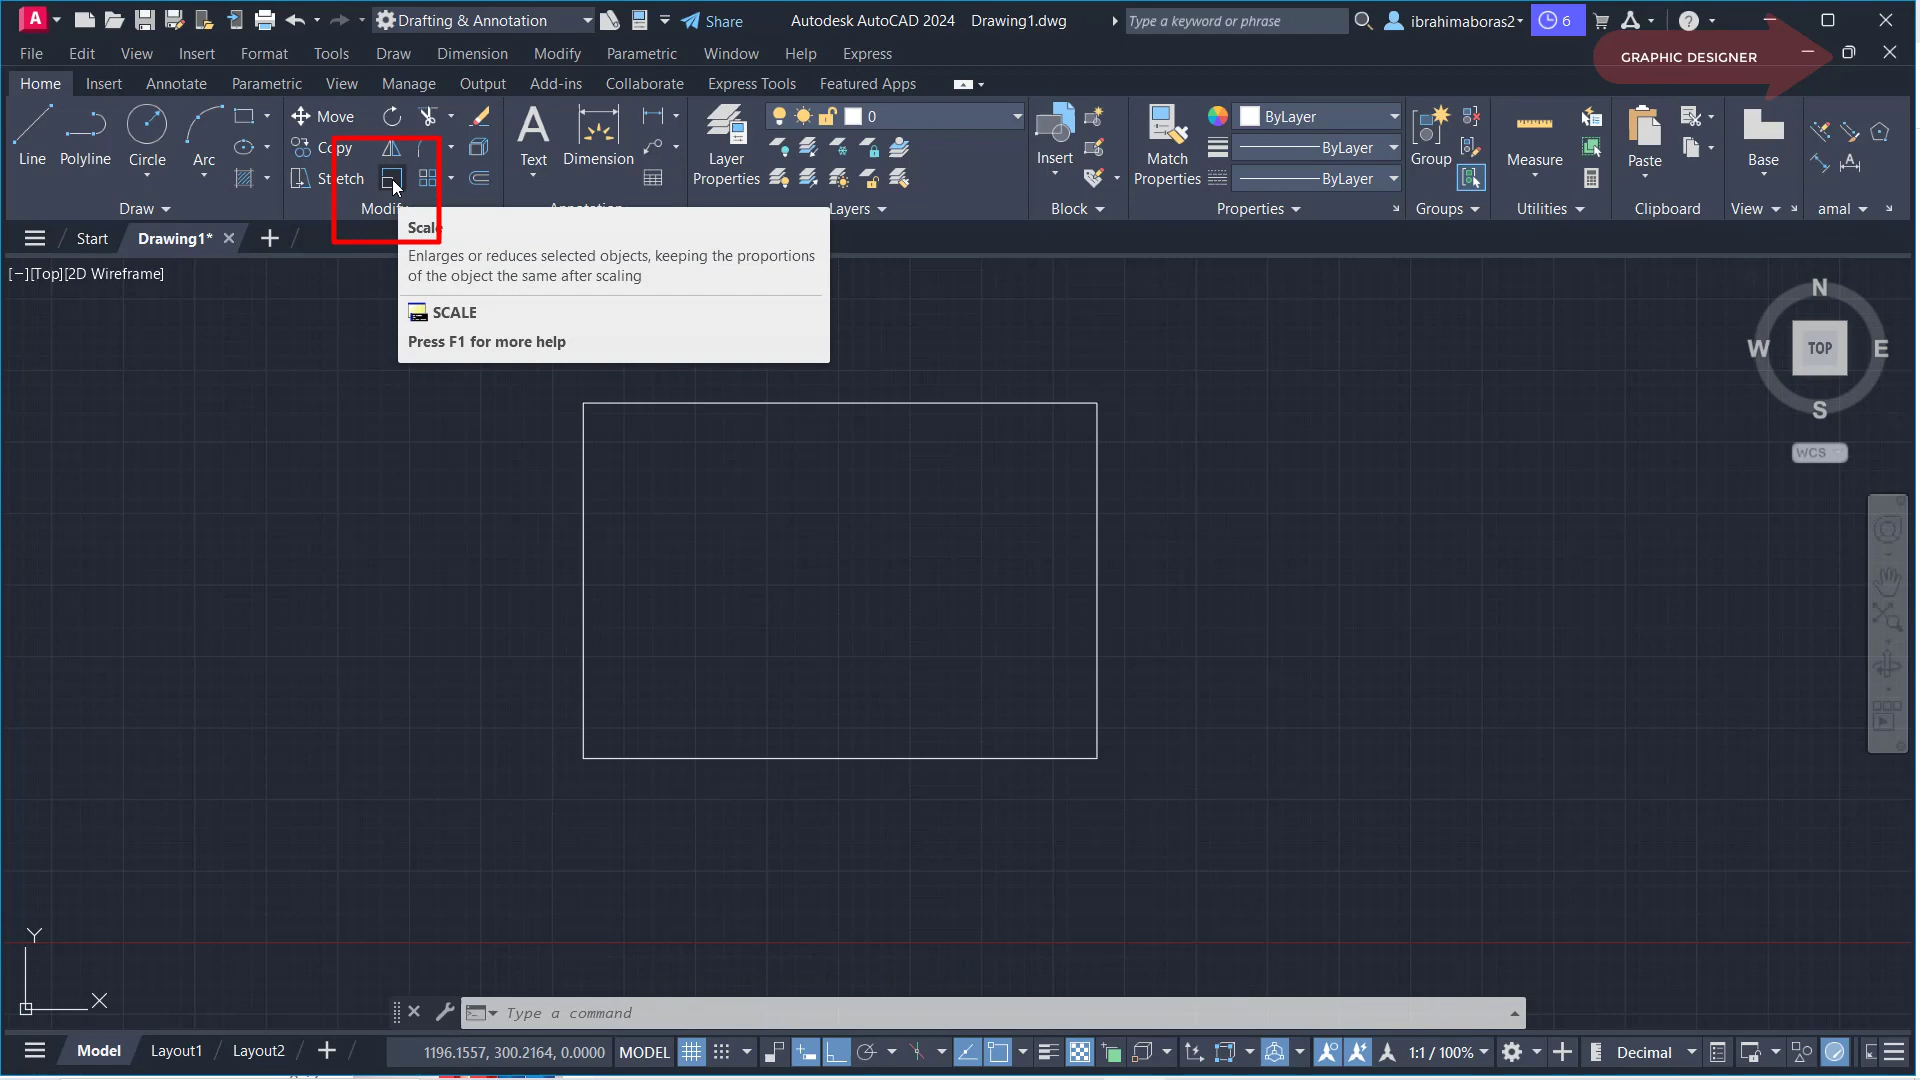 A
Drafting & Annotation
Share
Autodesk AutoCAD 2024 Drawing1.dwg
Type a keyword or phrase
ibrahimaboras2
6
File Edit View Insert Format Tools Draw Dimension Modify Parametric Window Help Express
GRAPHIC DESIGNER
Home Insert Annotate Parametric View Manage Output Add-ins Collaborate Express Tools Featured Apps
Line Polyline Circle Arc
Move
Copy
Stretch
Text Dimension
Layer
Properties
0
Insert
Match
Properties
ByLayer
ByLayer
ByLayer
Group
Measure
Paste
Base
Draw
Modify
Layers
Block
Properties
Groups
Utilities
Clipboard
View
amal
Start Drawing1*
[−][Top][2D Wireframe]
Scale
Enlarges or reduces selected objects, keeping the proportions
of the object the same after scaling
SCALE
Press F1 for more help
N
W TOP E
S
WCS
Y
X
Type a command
Model Layout1 Layout2
1196.1557, 300.2164, 0.0000 MODEL
1:1 / 100%
Decimal